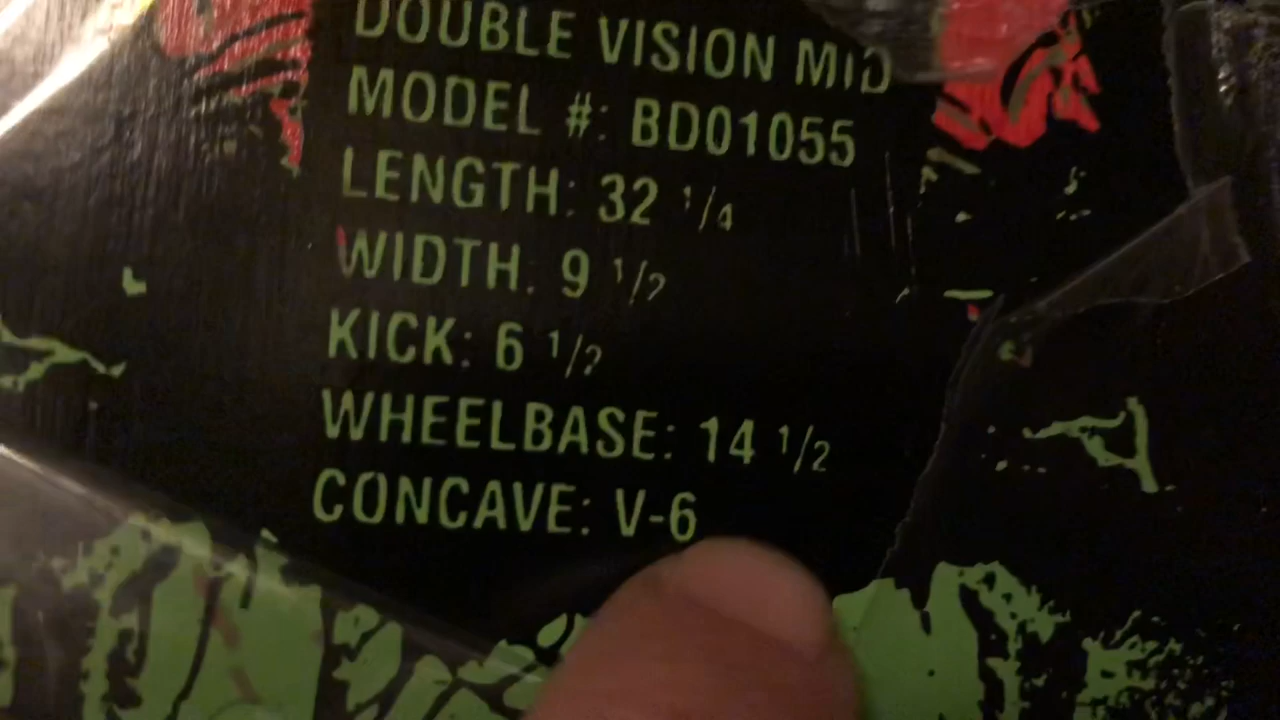 DOUBLE VISION MID
MODEL #: BD01055
LENGTH: 32 1/4
WIDTH: 9 1/2
KICK: 6 1/2
WHEELBASE: 14 1/2
CONCAVE: V-6